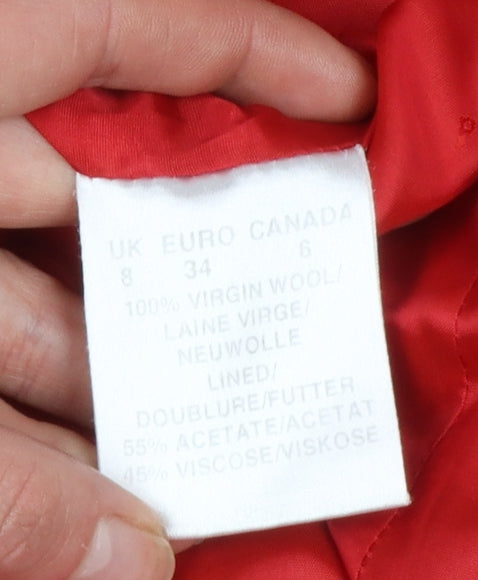 UK EURO CANADA
8 34 6
100% VIRGIN WOOL/
LAINE VIRGE/
NEUWOLLE
LINED/
DOUBLURE/FUTTER
55% ACETATE/ACETAT
45% VISCOSE/VISKOSE